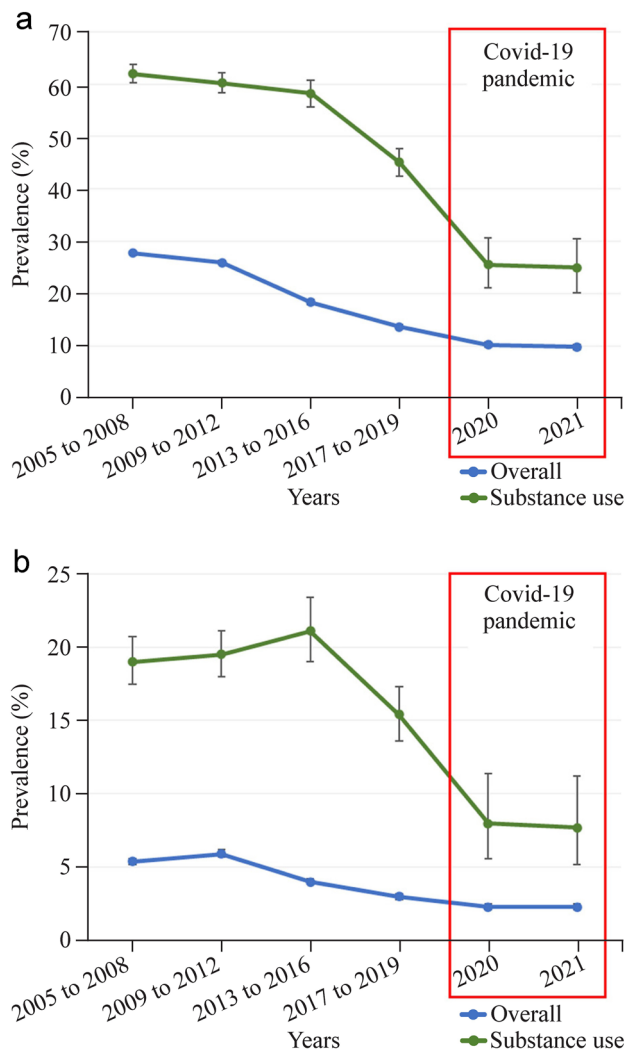 a
70
60
50
40
30
20
10
0
Prevalence (%)
Covid-19
pandemic
2005 to 2008
2009 to 2012
2013 to 2016
2017 to 2019
2020
2021
Years
Overall
Substance use
b
25
20
15
10
5
0
Prevalence (%)
Covid-19
pandemic
2005 to 2008
2009 to 2012
2013 to 2016
2017 to 2019
2020
2021
Years
Overall
Substance use